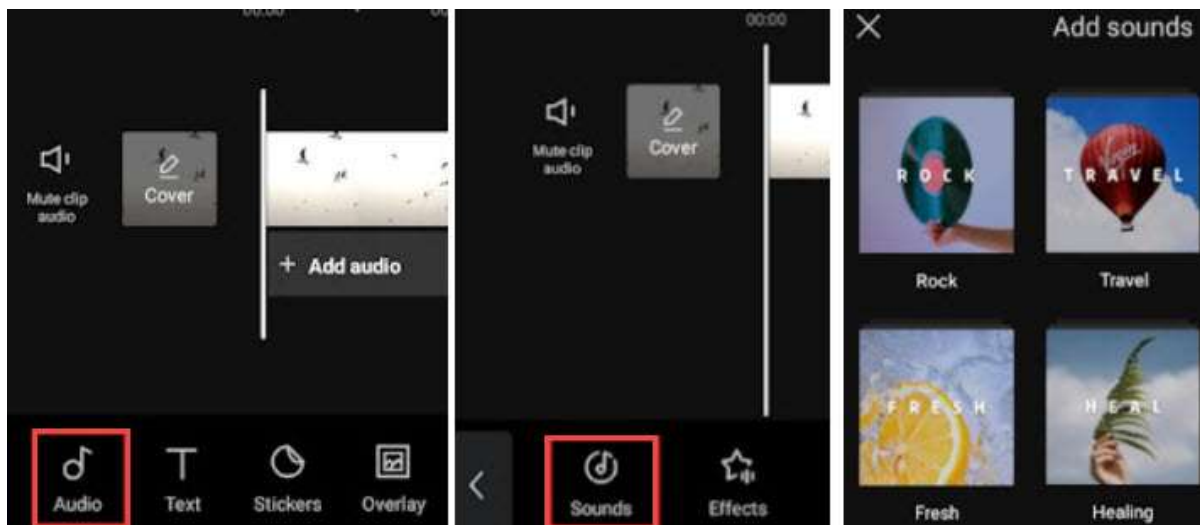 00:00
Mute clip
audio
Cover
+ Add audio
Audio
Text
Stickers
Overlay
00:00
Mute clip
audio
Cover
Sounds
Effects
Add sounds
ROCK
Rock
Virgin
TRAVEL
Travel
FRESH
Fresh
HEAL
Healing